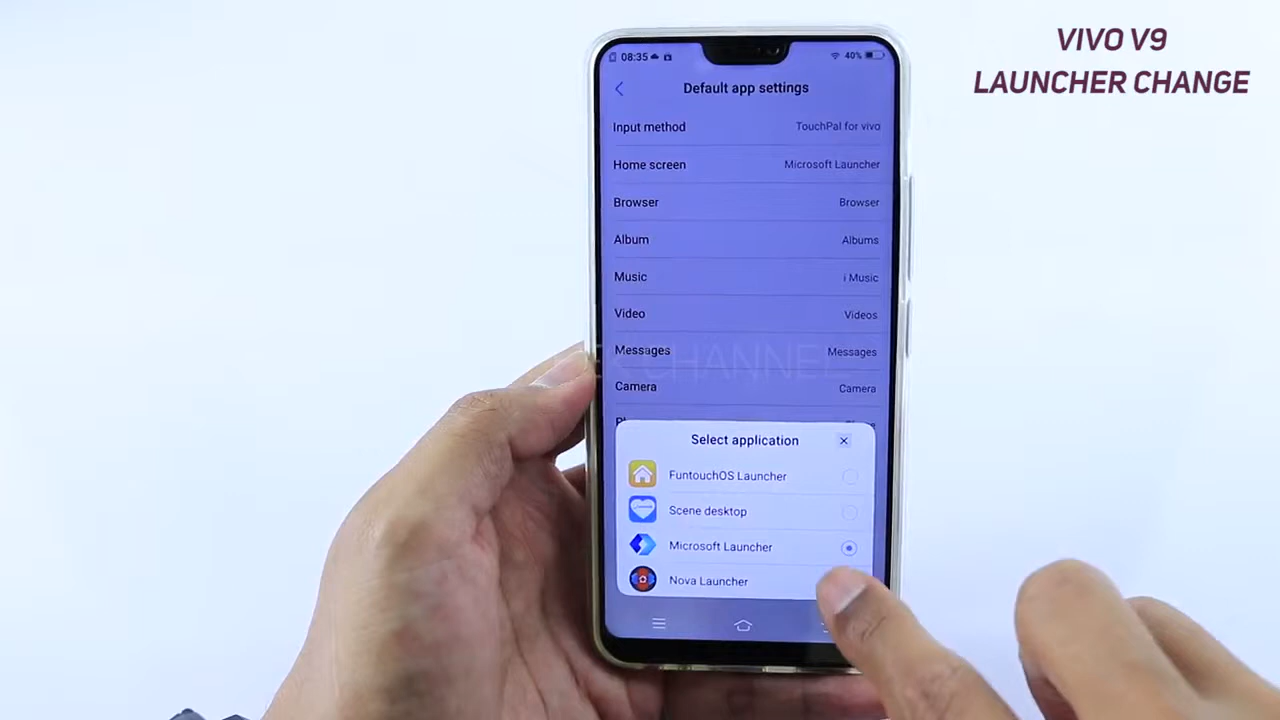 VIVO V9
LAUNCHER CHANGE
08:35
40%
Default app settings
Input method TouchPal for vivo
Home screen Microsoft Launcher
Browser Browser
Album Albums
Music i Music
Video Videos
Messages Messages
CHANNEL
Camera Camera
Select application
FuntouchOS Launcher
Scene desktop
Microsoft Launcher
Nova Launcher